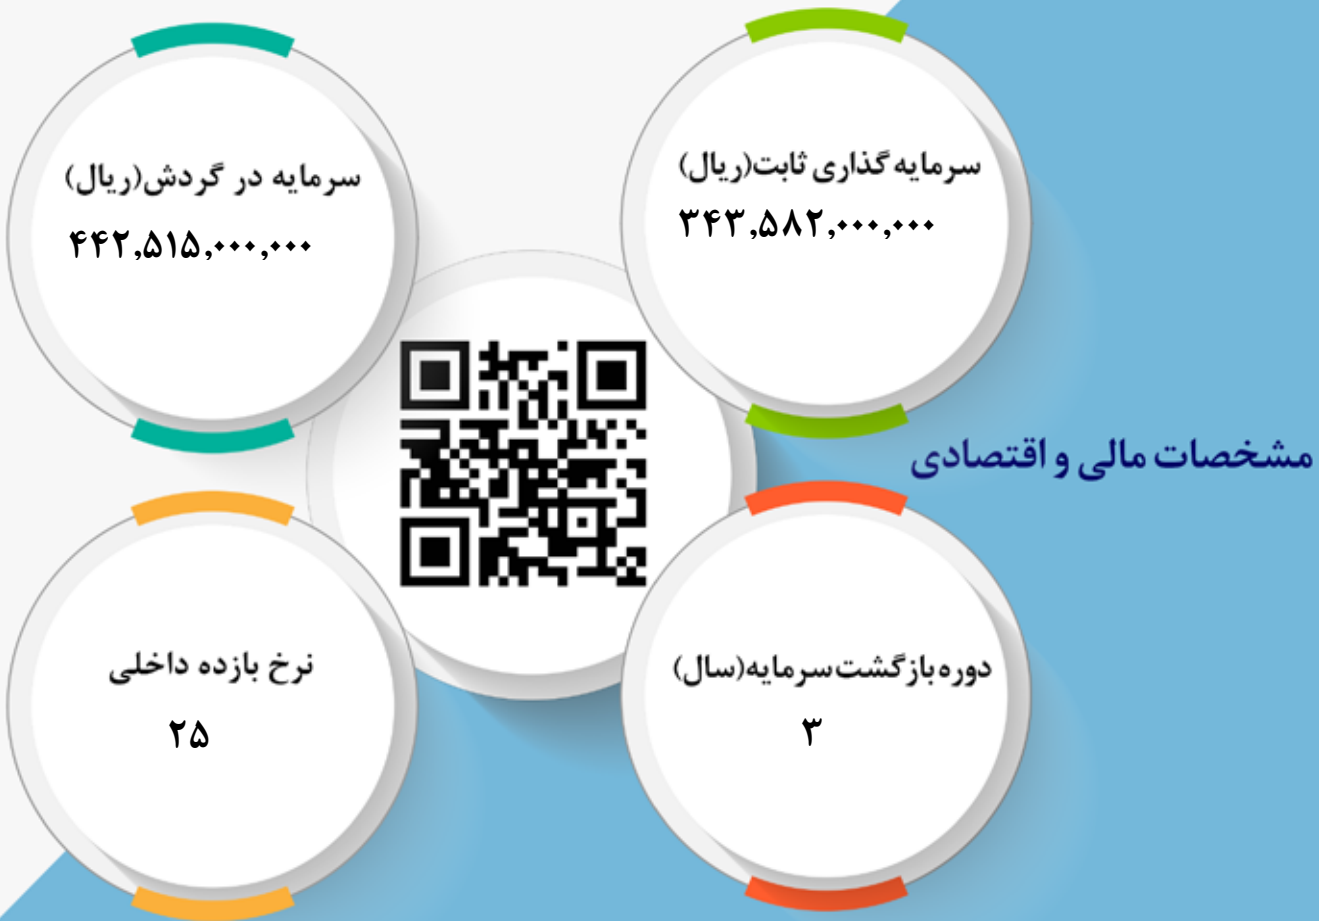 سرمایه گذاری ثابت(ریال)
۳۴۳,۵۸۲,۰۰۰,۰۰۰
سرمایه در گردش(ریال)
۴۴۲,۵۱۵,۰۰۰,۰۰۰
مشخصات مالی و اقتصادی
دوره بازگشت سرمایه(سال)
۳
نرخ بازده داخلی
۲۵